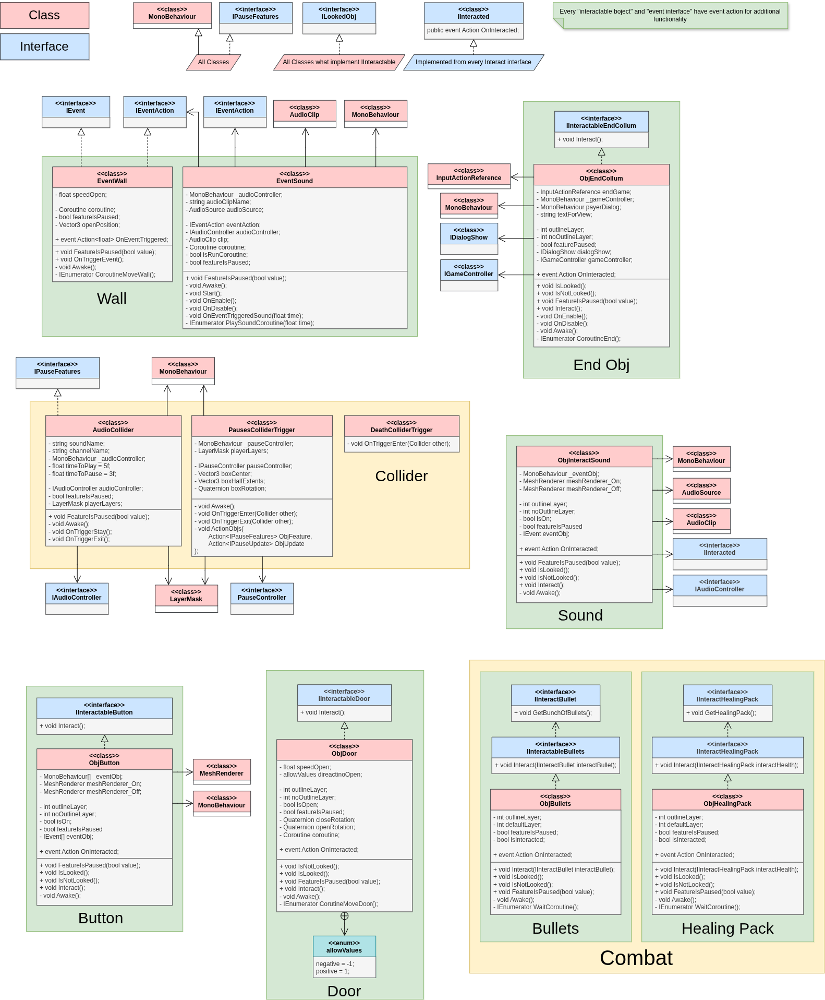 Class
Interface
<<class>>
MonoBehaviour
<<interface>>
IPauseFeatures
<<interface>>
ILookedObj
<<class>>
IInteracted
public event Action OnInteracted;
Every "interactable boject" and "event interface" have event action for additional
functionality
All Classes
All Classes what implement IInteractable
Implemented from every Interact interface
<<interface>>
IEvent
<<interface>>
IEventAction
<<interface>>
IEventAction
<<class>>
AudioClip
<<class>>
MonoBehaviour
<<class>>
EventWall
- float speedOpen;
- Coroutine coroutine;
- bool featureIsPaused;
- Vector3 openPosition;
+ event Action<float> OnEventTriggered;
+ void FeatureIsPaused(bool value);
+ void OnTriggerEvent();
- void Awake();
- IEnumerator CoroutineMoveWall();
Wall
<<class>>
EventSound
- MonoBehaviour _audioController;
- string audioClipName;
- AudioSource audioSource;
- IEventAction eventAction;
- IAudioController audioController;
- AudioClip clip;
- Coroutine coroutine;
- bool isRunCoroutine;
- bool featureIsPaused;
+ void FeatureIsPaused(bool value);
- void Awake();
- void Start();
- void OnEnable();
- void OnDisable();
- void OnEventTriggeredSound(float time);
- IEnumerator PlaySoundCoroutine(float time);
<<interface>>
IInteractableEndCollum
+ void Interact();
<<class>>
InputActionReference
<<class>>
MonoBehaviour
<<class>>
IDialogShow
<<class>>
IGameController
<<class>>
ObjEndCollum
- InputActionReference endGame;
- MonoBehaviour _gameController;
- MonoBehaviour payerDialog;
- string textForView;
- int outlineLayer;
- int noOutlineLayer;
- bool featurePaused;
- IDialogShow dialogShow;
- IGameController gameController;
+ event Action OnInteracted;
+ void IsLooked();
+ void IsNotLooked();
+ void FeatureIsPaused(bool value);
+ void Interact();
- void OnEnable();
- void OnDisable();
- void Awake();
- IEnumerator CoroutineEnd();
End Obj
<<interface>>
IPauseFeatures
<<class>>
MonoBehaviour
<<class>>
AudioCollider
- string soundName;
- string channelName;
- MonoBehaviour _audioController;
- float timeToPlay = 5f;
- float timeToPause = 3f;
- IAudioController audioController;
- bool featureIsPaused;
- LayerMask playerLayers;
+ void FeatureIsPaused(bool value);
- void Awake();
- void OnTriggerStay();
- void OnTriggerExit();
<<class>>
PausesColliderTrigger
- MonoBehaviour _pauseController;
- LayerMask playerLayers;
- IPauseController pauseController;
- Vector3 boxCenter;
- Vector3 boxHalfExtents;
- Quaternion boxRotation;
- void Awake();
- void OnTriggerEnter(Collider other);
- void OnTriggerExit(Collider other);
- void ActionObjs(
Action<IPauseFeatures> ObjFeature,
Action<IPauseUpdate> ObjUpdate
);
<<class>>
DeathColliderTrigger
- void OnTriggerEnter(Collider other);
Collider
<<interface>>
IAudioController
<<class>>
LayerMask
<<interface>>
PauseController
<<class>>
ObjInteractSound
- MonoBehaviour _eventObj;
- MeshRenderer meshRenderer_On;
- MeshRenderer meshRenderer_Off;
- int outlineLayer;
- int noOutlineLayer;
- bool isOn;
- bool featureIsPaused
- IEvent eventObj;
+ event Action OnInteracted;
+ void FeatureIsPaused(bool value);
+ void IsLooked();
+ void IsNotLooked();
+ void Interact();
- void Awake();
Sound
<<class>>
MonoBehaviour
<<class>>
AudioSource
<<class>>
AudioClip
<<interface>>
IInteracted
<<interface>>
IAudioController
<<interface>>
IInteractableButton
+ void Interact();
<<class>>
ObjButton
- MonoBehaviour[] _eventObj;
- MeshRenderer meshRenderer_On;
- MeshRenderer meshRenderer_Off;
- int outlineLayer;
- int noOutlineLayer;
- bool isOn;
- bool featureIsPaused
- IEvent[] eventObj;
+ event Action OnInteracted;
+ void FeatureIsPaused(bool value);
+ void IsLooked();
+ void IsNotLooked();
+ void Interact();
- void Awake();
Button
<<class>>
MeshRenderer
<<class>>
MonoBehaviour
<<interface>>
IInteractableDoor
+ void Interact();
<<class>>
ObjDoor
- float speedOpen;
- allowValues direactinoOpen;
- int outlineLayer;
- int noOutlineLayer;
- bool isOpen;
- bool featureIsPaused;
- Quaternion closeRotation;
- Quaternion openRotation;
- Coroutine coroutine;
+ event Action OnInteracted;
+ void IsNotLooked();
+ void IsLooked();
+ void FeatureIsPaused(bool value);
+ void Interact();
- void Awake();
- IEnumerator CorutineMoveDoor();
<<enum>>
allowValues
negative = -1;
positive = 1;
Door
<<interface>>
IInteractBullet
+ void GetBunchOfBullets();
<<interface>>
IInteractableBullets
+ void Interact(IInteractBullet interactBullet);
<<class>>
ObjBullets
- int outlineLayer;
- int defaultLayer;
- bool featureIsPaused;
- bool isInteracted;
+ event Action OnInteracted;
+ void Interact(IInteractBullet interactBullet);
+ void IsLooked();
+ void IsNotLooked();
+ void FeatureIsPaused(bool value);
- void Awake();
- IEnumerator WaitCoroutine();
Bullets
<<interface>>
IInteractHealingPack
+ void GetHealingPack();
<<interface>>
IInteractHealingPack
+ void Interact(IInteractHealingPack interactHealth);
<<class>>
ObjHealingPack
- int outlineLayer;
- int defaultLayer;
- bool featureIsPaused;
- bool isInteracted;
+ event Action OnInteracted;
+ void Interact(IInteractHealingPack interactHealth);
+ void IsLooked();
+ void IsNotLooked();
+ void FeatureIsPaused(bool value);
- void Awake();
- IEnumerator WaitCoroutine();
Healing Pack
Combat